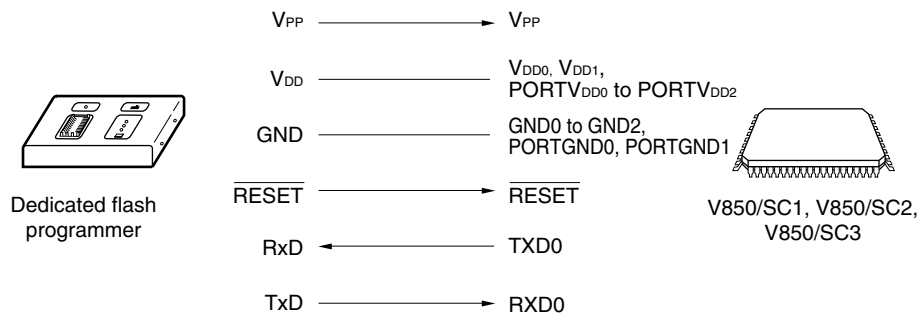 VPP VPP
VDD VDD0, VDD1,
PORTVDD0 to PORTVDD2
GND GND0 to GND2,
PORTGND0, PORTGND1
RESET RESET
RxD TXD0
TxD RXD0
Dedicated flash
programmer
V850/SC1, V850/SC2,
V850/SC3